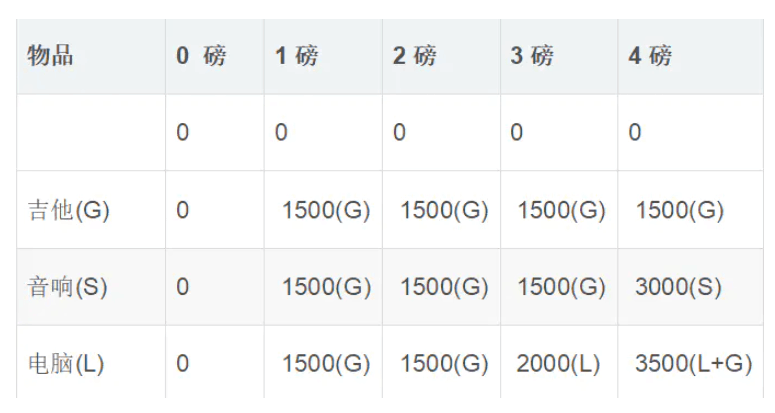 物品 0 磅 1 磅 2 磅 3 磅 4 磅
0 0 0 0 0
吉他(G) 0 1500(G) 1500(G) 1500(G) 1500(G)
音响(S) 0 1500(G) 1500(G) 1500(G) 3000(S)
电脑(L) 0 1500(G) 1500(G) 2000(L) 3500(L+G)